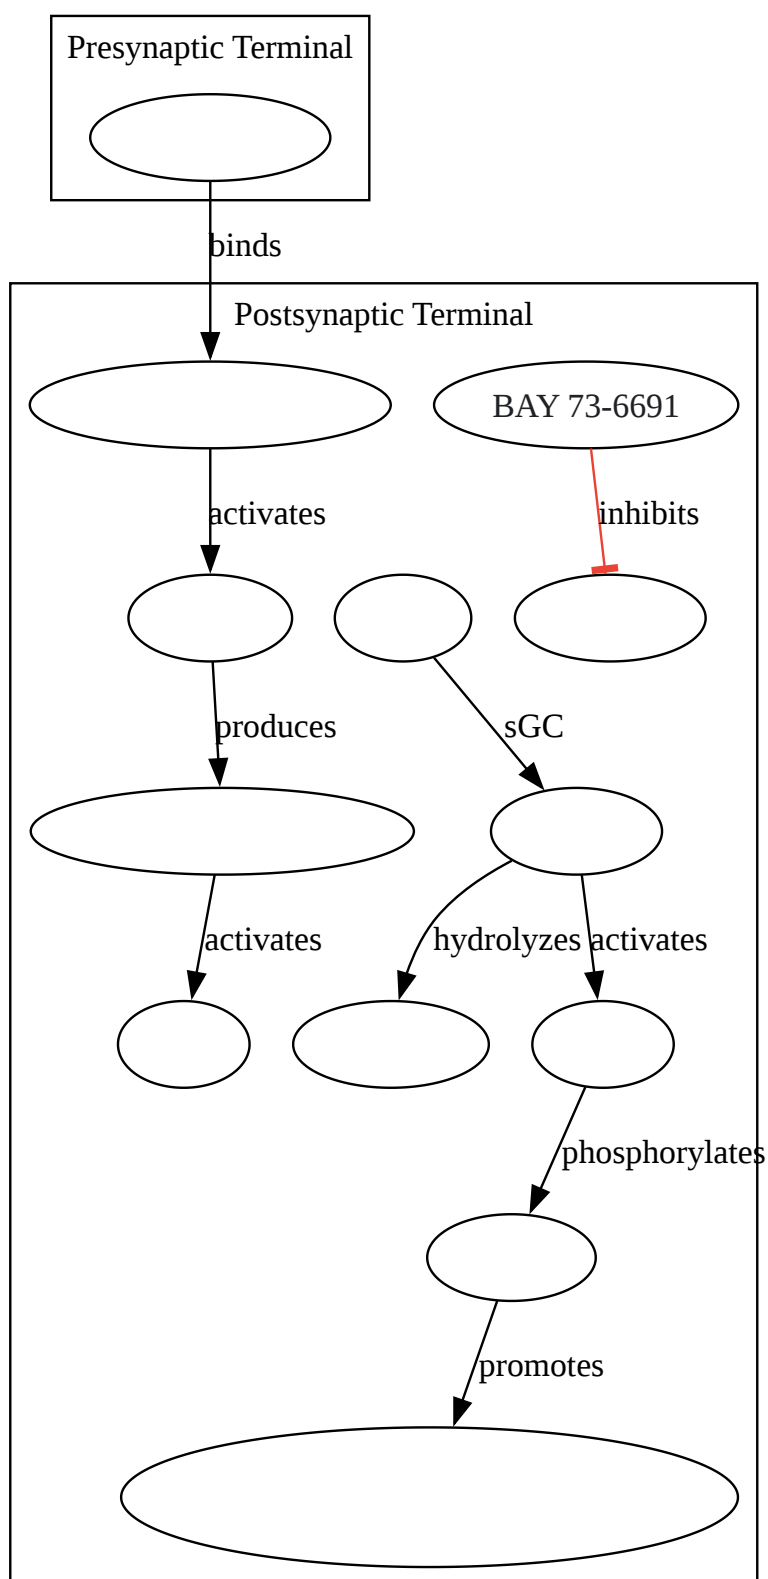 Presynaptic Terminal
binds
Postsynaptic Terminal
BAY 73-6691
activates
inhibits
produces
sGC
activates
hydrolyzes
activates
phosphorylates
promotes